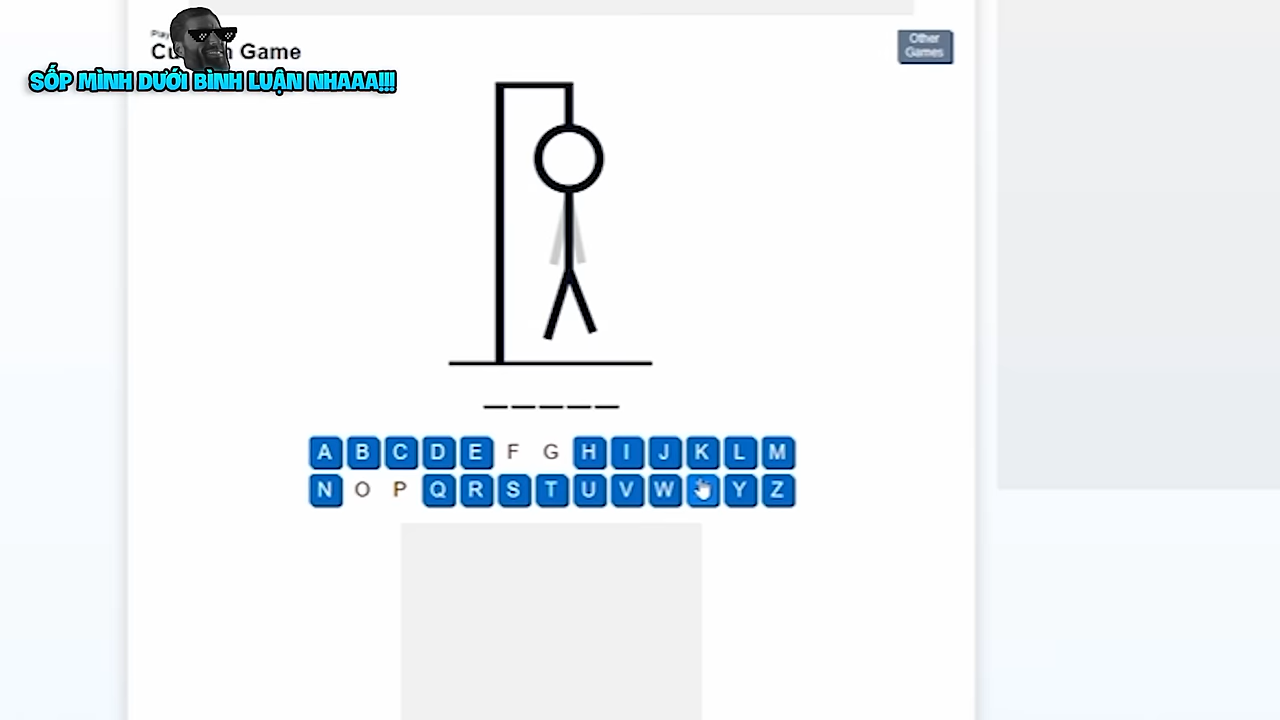 Game
Other
Games
SỐP MÌNH DƯỚI BÌNH LUẬN NHAAA!!!
A B C D E F G H I J K L M
N O P Q R S T U V W Y Z